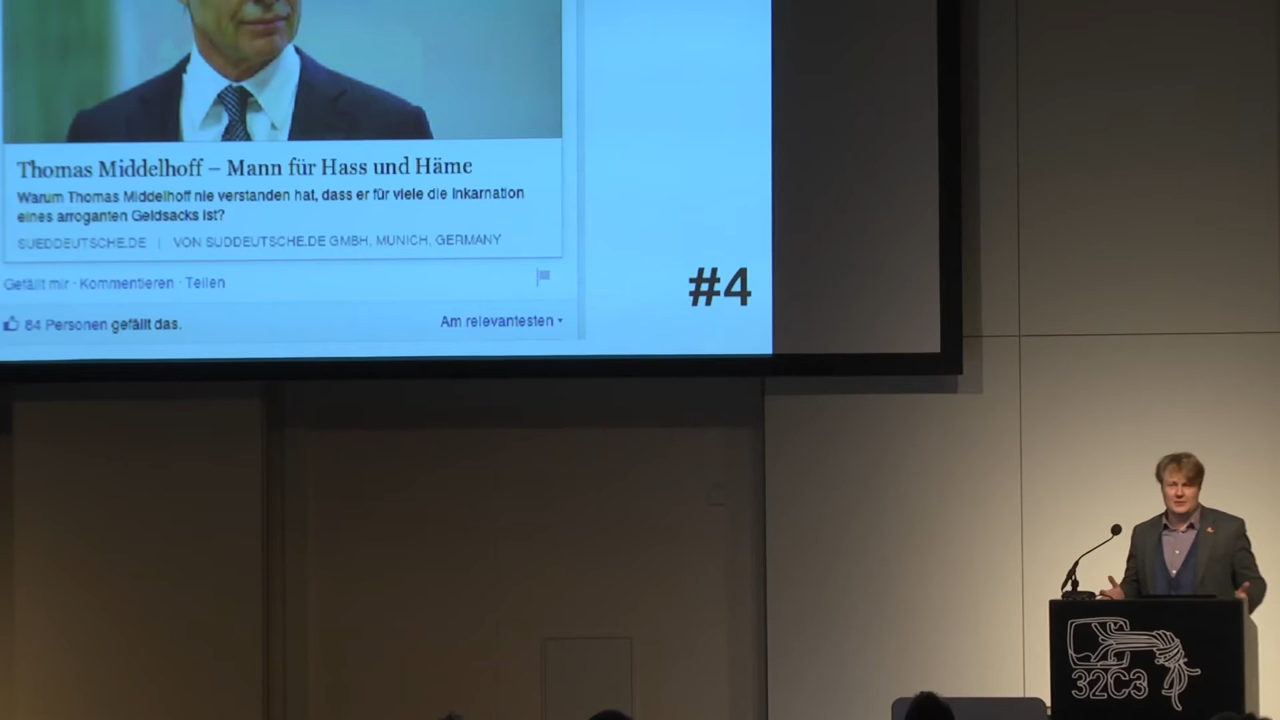 Thomas Middelhoff – Mann für Hass und Häme
Warum Thomas Middelhoff nie verstanden hat, dass er für viele die Inkarnation
eines arroganten Geldsacks ist?
SUEDDEUTSCHE.DE | VON SÜDDEUTSCHE.DE GMBH, MUNICH, GERMANY
Gefällt mir · Kommentieren · Teilen
84 Personen gefällt das.
Am relevantesten
#4
32C3